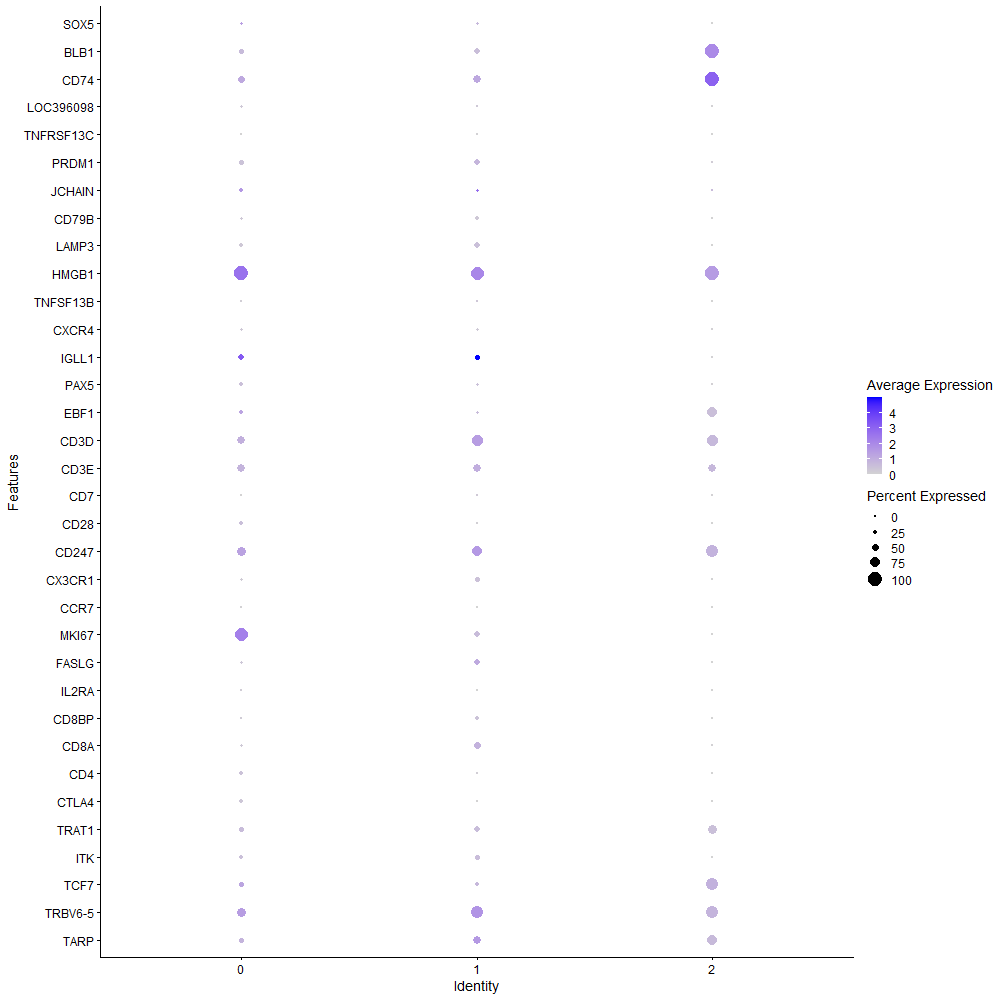 SOX5
BLB1
CD74
LOC396098
TNFRSF13C
PRDM1
JCHAIN
CD79B
LAMP3
HMGB1
TNFSF13B
CXCR4
IGLL1
PAX5
EBF1
CD3D
CD3E
CD7
CD28
CD247
CX3CR1
CCR7
MKI67
FASLG
IL2RA
CD8BP
CD8A
CD4
CTLA4
TRAT1
ITK
TCF7
TRBV6-5
TARP
Features
0 1 2
Identity
Average Expression
4
3
2
1
0
Percent Expressed
0
25
50
75
100